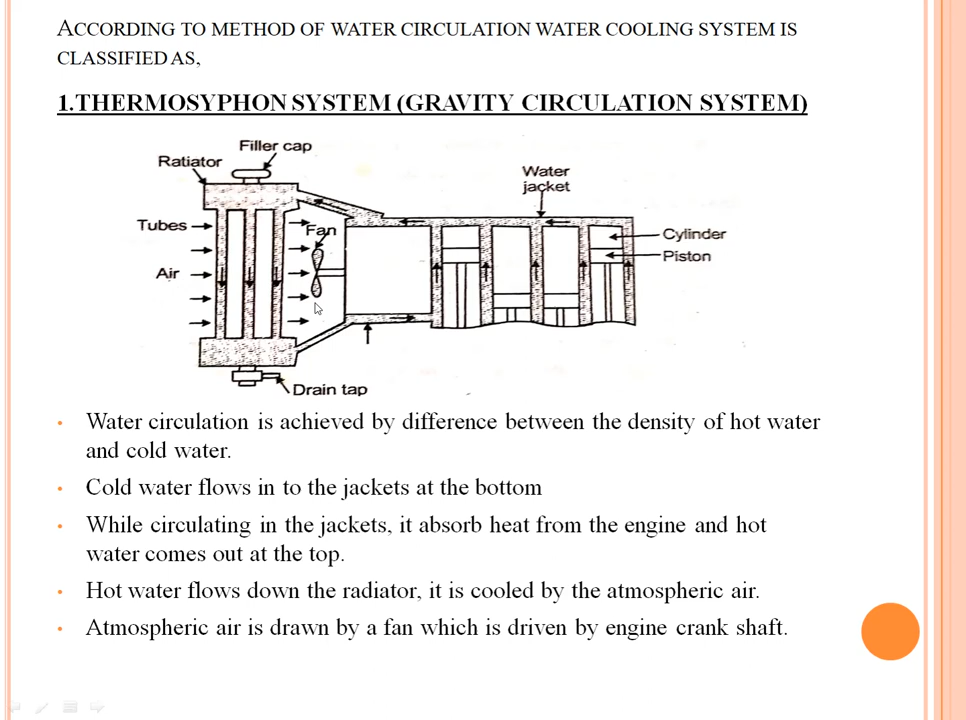 ACCORDING TO METHOD OF WATER CIRCULATION WATER COOLING SYSTEM IS
CLASSIFIED AS,
1.THERMOSYPHON SYSTEM (GRAVITY CIRCULATION SYSTEM)
Filler cap
Ratiator
Water
jacket
Tubes
Fan
Cylinder
Piston
Air
Drain tap
• Water circulation is achieved by difference between the density of hot water
and cold water.
• Cold water flows in to the jackets at the bottom
• While circulating in the jackets, it absorb heat from the engine and hot
water comes out at the top.
• Hot water flows down the radiator, it is cooled by the atmospheric air.
• Atmospheric air is drawn by a fan which is driven by engine crank shaft.